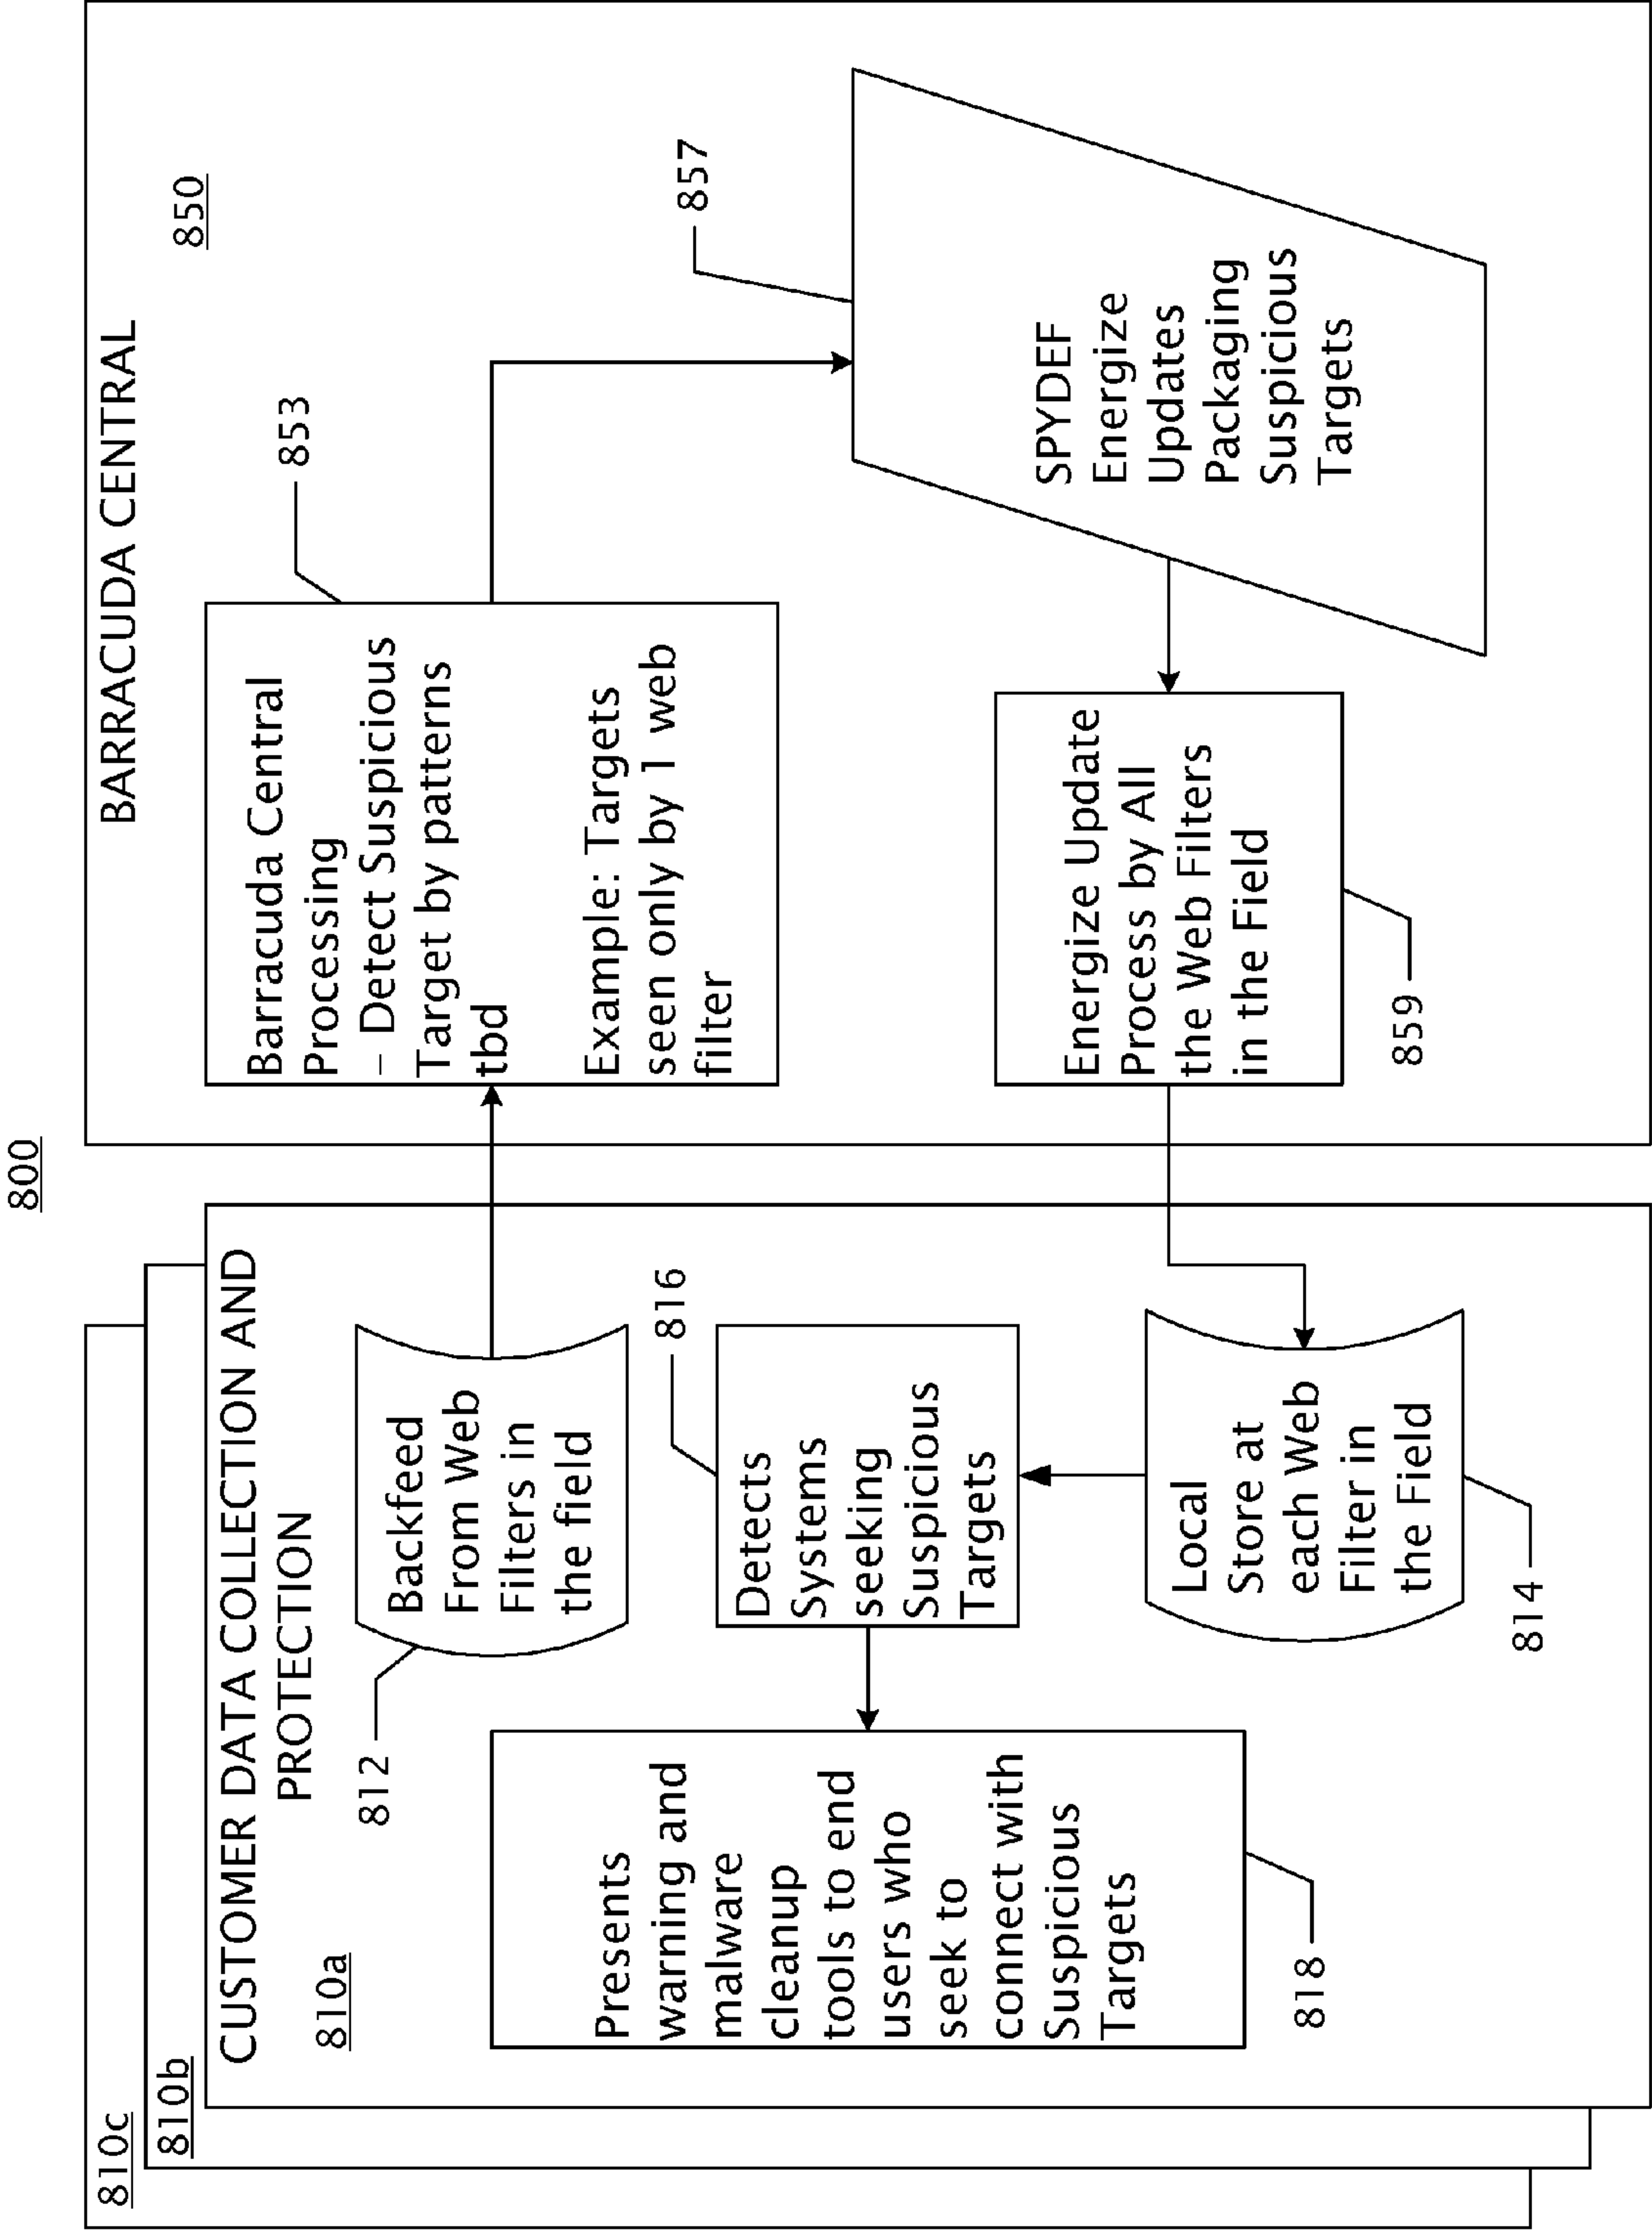 800
810c
810b
CUSTOMER DATA COLLECTION AND
PROTECTION
810a
812
Backfeed
From Web
Filters in
the field
816
Detects
Systems
seeking
Suspicious
Targets
Presents
warning and
malware
cleanup
tools to end
users who
seek to
connect with
Suspicious
Targets
818
Local
Store at
each Web
Filter in
the Field
814
BARRACUDA CENTRAL
850
853
Barracuda Central
Processing
– Detect Suspicious
Target by patterns
tbd
Example: Targets
seen only by 1 web
filter
857
SPYDEF
Energize
Updates
Packaging
Suspicious
Targets
Energize Update
Process by All
the Web Filters
in the Field
859